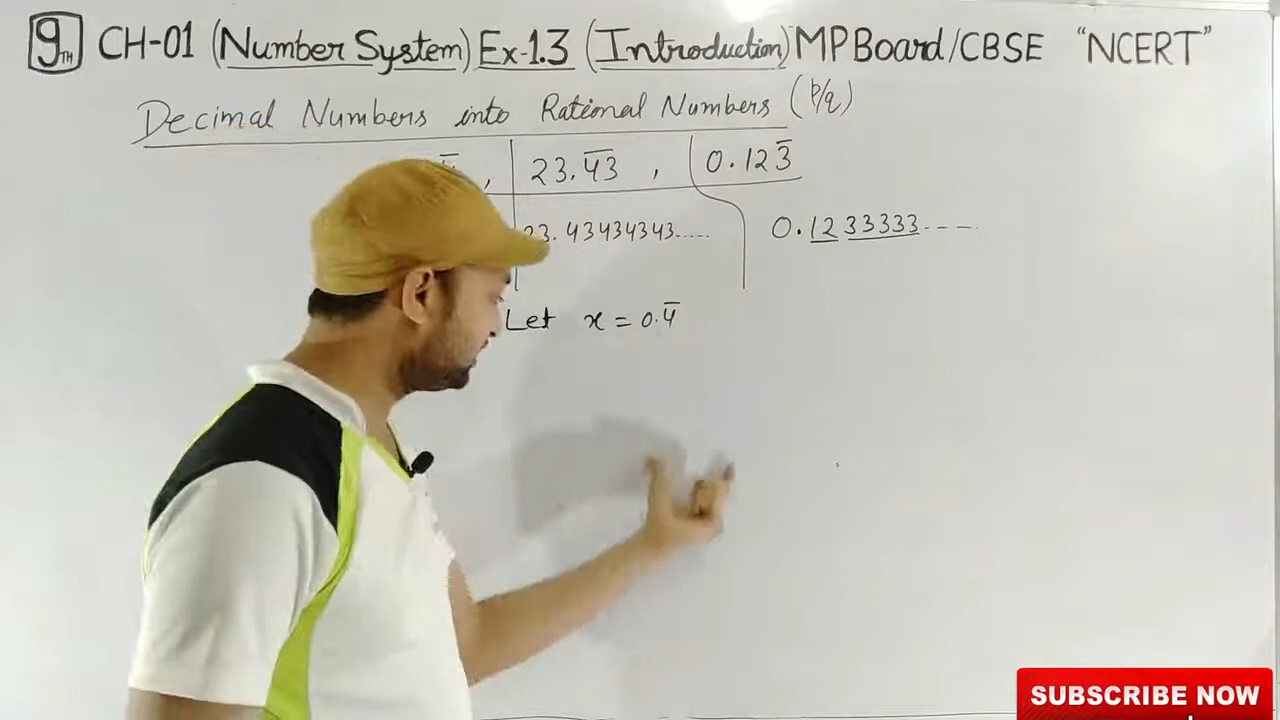 9TH CH-01 (Number System) Ex-1.3 (Introduction) MP Board/CBSE "NCERT"
Decimal Numbers into Rational Numbers (p/q)
, 23.4̅3̅ , 0.123̅
23.43434343..... 0.1233333----
Let x = 0.4̅
SUBSCRIBE NOW